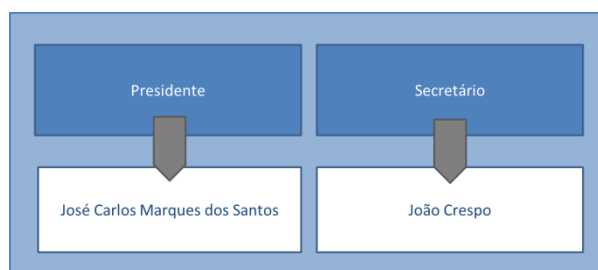 Presidente
Secretário
José Carlos Marques dos Santos
João Crespo